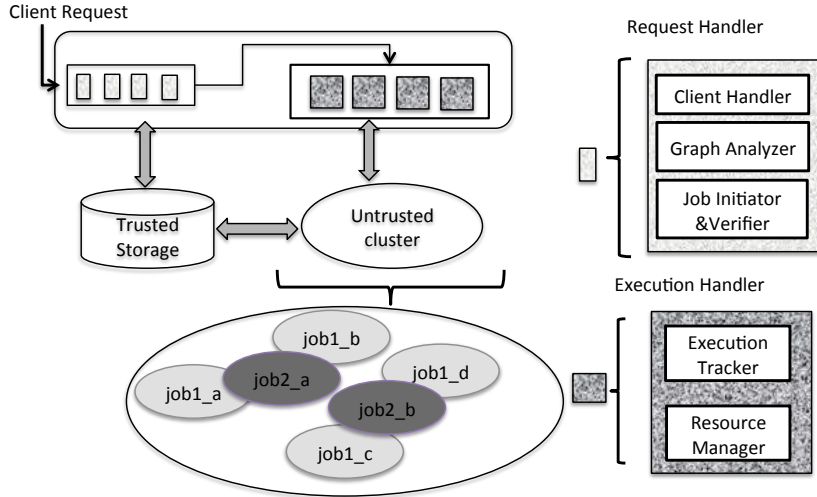 Client Request
Request Handler
Client Handler
Graph Analyzer
Job Initiator
&Verifier
Trusted
Storage
Untrusted
cluster
Execution Handler
Execution
Tracker
Resource
Manager
job1_b
job2_a
job1_d
job1_a
job2_b
job1_c